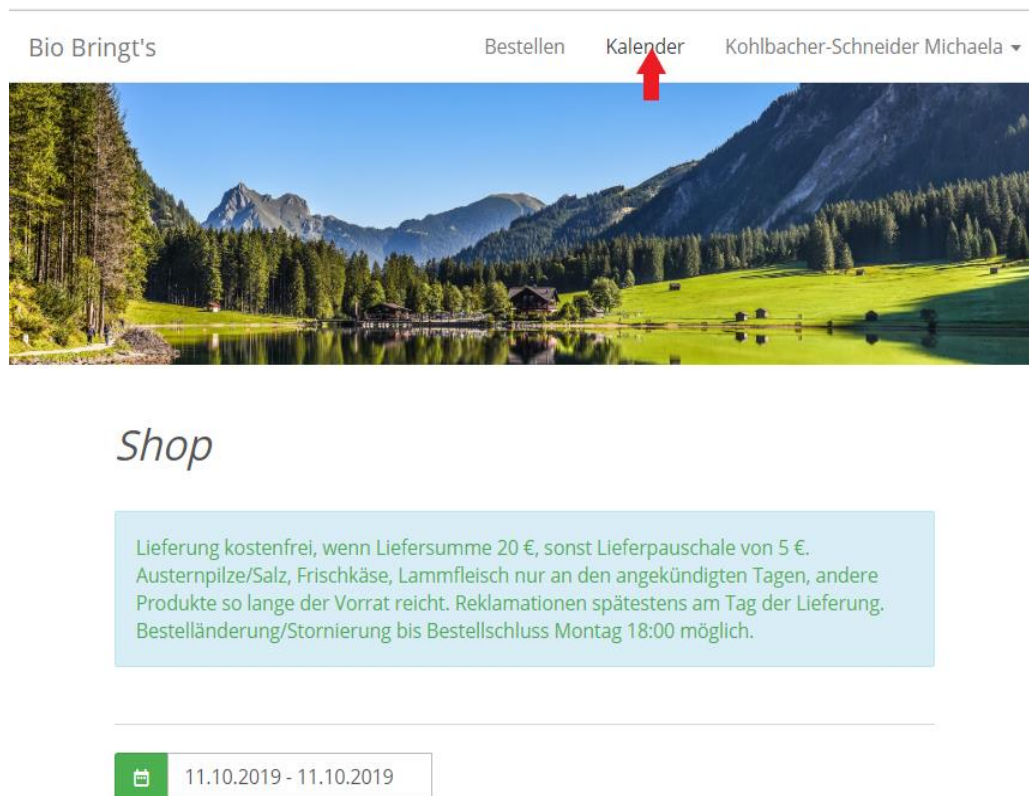 Bio Bringt's
Bestellen Kalender Kohlbacher-Schneider Michaela
Shop
Lieferung kostenfrei, wenn Liefersumme 20 €, sonst Lieferpauschale von 5 €.
Austernpilze/Salz, Frischkäse, Lammfleisch nur an den angekündigten Tagen, andere
Produkte so lange der Vorrat reicht. Reklamationen spätestens am Tag der Lieferung.
Bestelländerung/Stornierung bis Bestellschluss Montag 18:00 möglich.
11.10.2019 - 11.10.2019